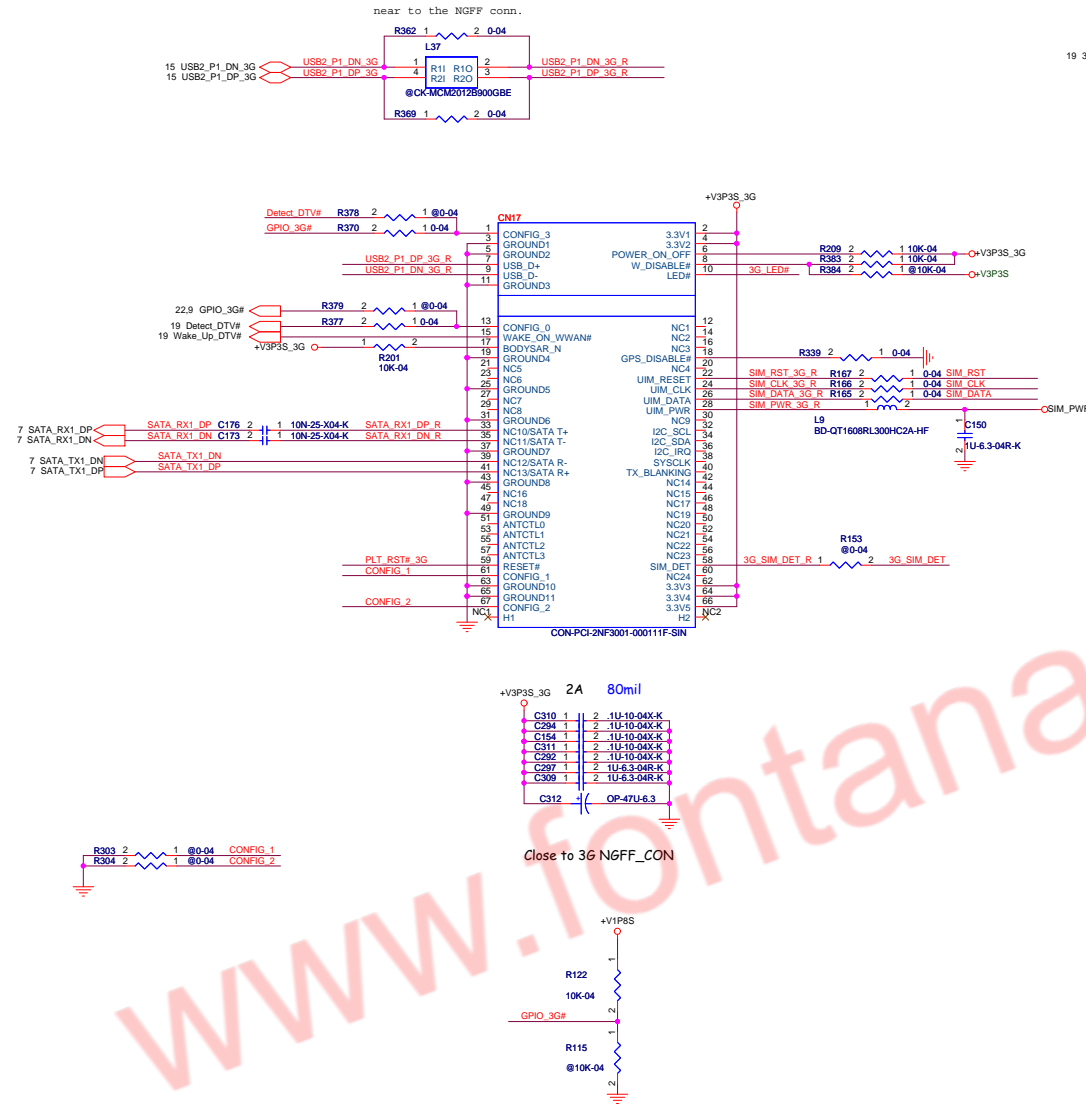 near to the NGFF conn.
R362 1 2 0-04
L37
15 USB2_P1_DN_3G USB2_P1_DN_3G 1 R1I R1O 2 USB2_P1_DN_3G_R
15 USB2_P1_DP_3G USB2_P1_DP_3G 4 R2I R2O 3 USB2_P1_DP_3G_R
@CK-MCM2012B900GBE
R369 1 2 0-04
19 3
+V3P3S_3G
Detect_DTV# R378 2 1 @0-04
GPIO_3G# R370 2 1 0-04
CN17
1 CONFIG_3 3.3V1 2
3 GROUND1 3.3V2 4
5 GROUND2 POWER_ON_OFF 6 R209 2 1 10K-04 +V3P3S_3G
USB2_P1_DP_3G_R 7 USB_D+ W_DISABLE# 8 R383 2 1 10K-04
USB2_P1_DN_3G_R 9 USB_D- LED# 10 3G_LED# R384 2 1 @10K-04 +V3P3S
11 GROUND3
22,9 GPIO_3G# R379 2 1 @0-04
19 Detect_DTV# R377 2 1 0-04
19 Wake_Up_DTV#
+V3P3S_3G 1 2
R201
10K-04
13 CONFIG_0 NC1 12
15 WAKE_ON_WWAN# NC2 14
17 BODYSAR_N NC3 16
19 GROUND4 GPS_DISABLE# 18 R339 2 1 0-04
21 NC5 NC4 20
23 NC6 UIM_RESET 22 SIM_RST_3G_R R167 2 1 0-04 SIM_RST
25 GROUND5 UIM_CLK 24 SIM_CLK_3G_R R166 2 1 0-04 SIM_CLK
27 NC7 UIM_DATA 26 SIM_DATA_3G_R R165 2 1 0-04 SIM_DATA
29 NC8 UIM_PWR 28 SIM_PWR_3G_R 1 2 SIM_PWR
L9
BD-QT1608RL300HC2A-HF
1 C150
2 1U-6.3-04R-K
31 GROUND6 NC9 30
7 SATA_RX1_DP SATA_RX1_DP C176 2 1 10N-25-X04-K SATA_RX1_DP_R 33 NC10/SATA T+ I2C_SCL 32
7 SATA_RX1_DN SATA_RX1_DN C173 2 1 10N-25-X04-K SATA_RX1_DN_R 35 NC11/SATA T- I2C_SDA 34
37 GROUND7 I2C_IRQ 36
7 SATA_TX1_DN SATA_TX1_DN 39 NC12/SATA R- SYSCLK 38
7 SATA_TX1_DP SATA_TX1_DP 41 NC13/SATA R+ TX_BLANKING 40
43 GROUND8 NC14 42
45 NC16 NC15 44
47 NC18 NC17 46
49 GROUND9 NC19 48
51 ANTCTL0 NC20 50
53 ANTCTL1 NC21 52
55 ANTCTL2 NC22 54
57 ANTCTL3 NC23 56
PLT_RST#_3G 59 RESET# SIM_DET 58 3G_SIM_DET_R 1 2 3G_SIM_DET
R153
@0-04
CONFIG_1 61 CONFIG_1 NC24 60
63 GROUND10 3.3V3 62
65 GROUND11 3.3V4 64
CONFIG_2 67 CONFIG_2 3.3V5 66
NC1 H1 H2 NC2
CON-PCI-2NF3001-000111F-SIN
+V3P3S_3G 2A 80mil
C310 1 2 .1U-10-04X-K
C294 1 2 .1U-10-04X-K
C154 1 2 .1U-10-04X-K
C311 1 2 .1U-10-04X-K
C292 1 2 .1U-10-04X-K
C297 1 2 1U-6.3-04R-K
C309 1 2 1U-6.3-04R-K
C312 + OP-47U-6.3
Close to 3G NGFF_CON
R303 2 1 @0-04 CONFIG_1
R304 2 1 @0-04 CONFIG_2
+V1P8S
1
R122
10K-04
2
GPIO_3G#
1
R115
@10K-04
2
www.fontana